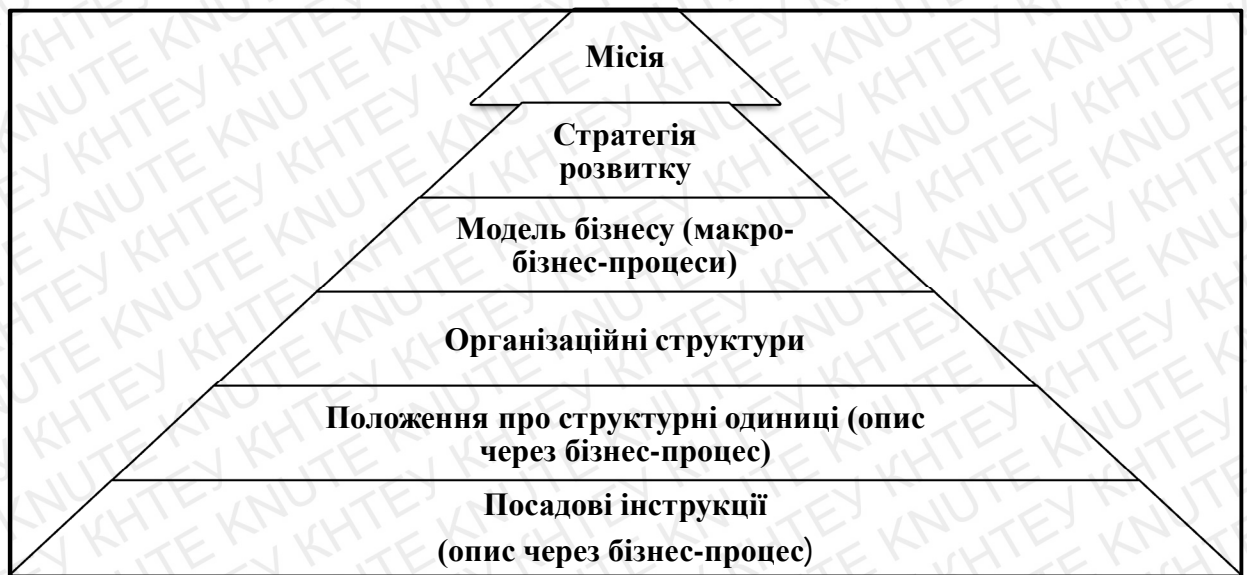 Місія
Стратегія
розвитку
Модель бізнесу (макро-
бізнес-процеси)
Організаційні структури
Положення про структурні одиниці (опис
через бізнес-процес)
Посадові інструкції
(опис через бізнес-процес)